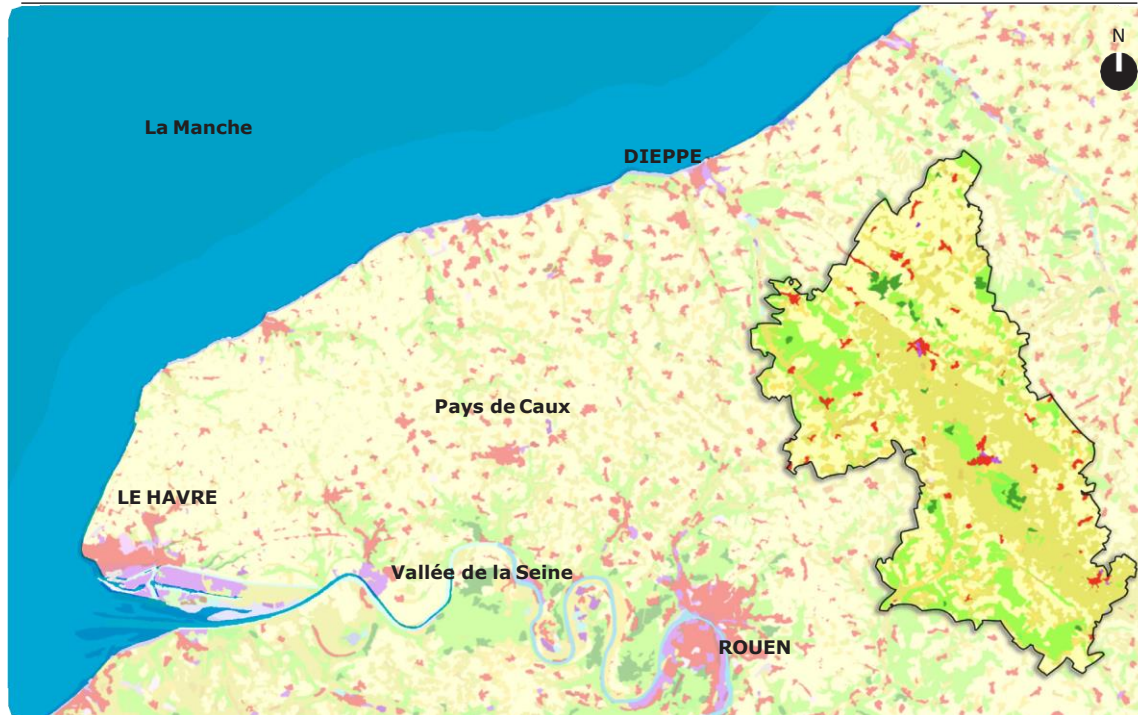 N
La Manche
DIEPPE
Pays de Caux
LE HAVRE
Vallée de la Seine
ROUEN